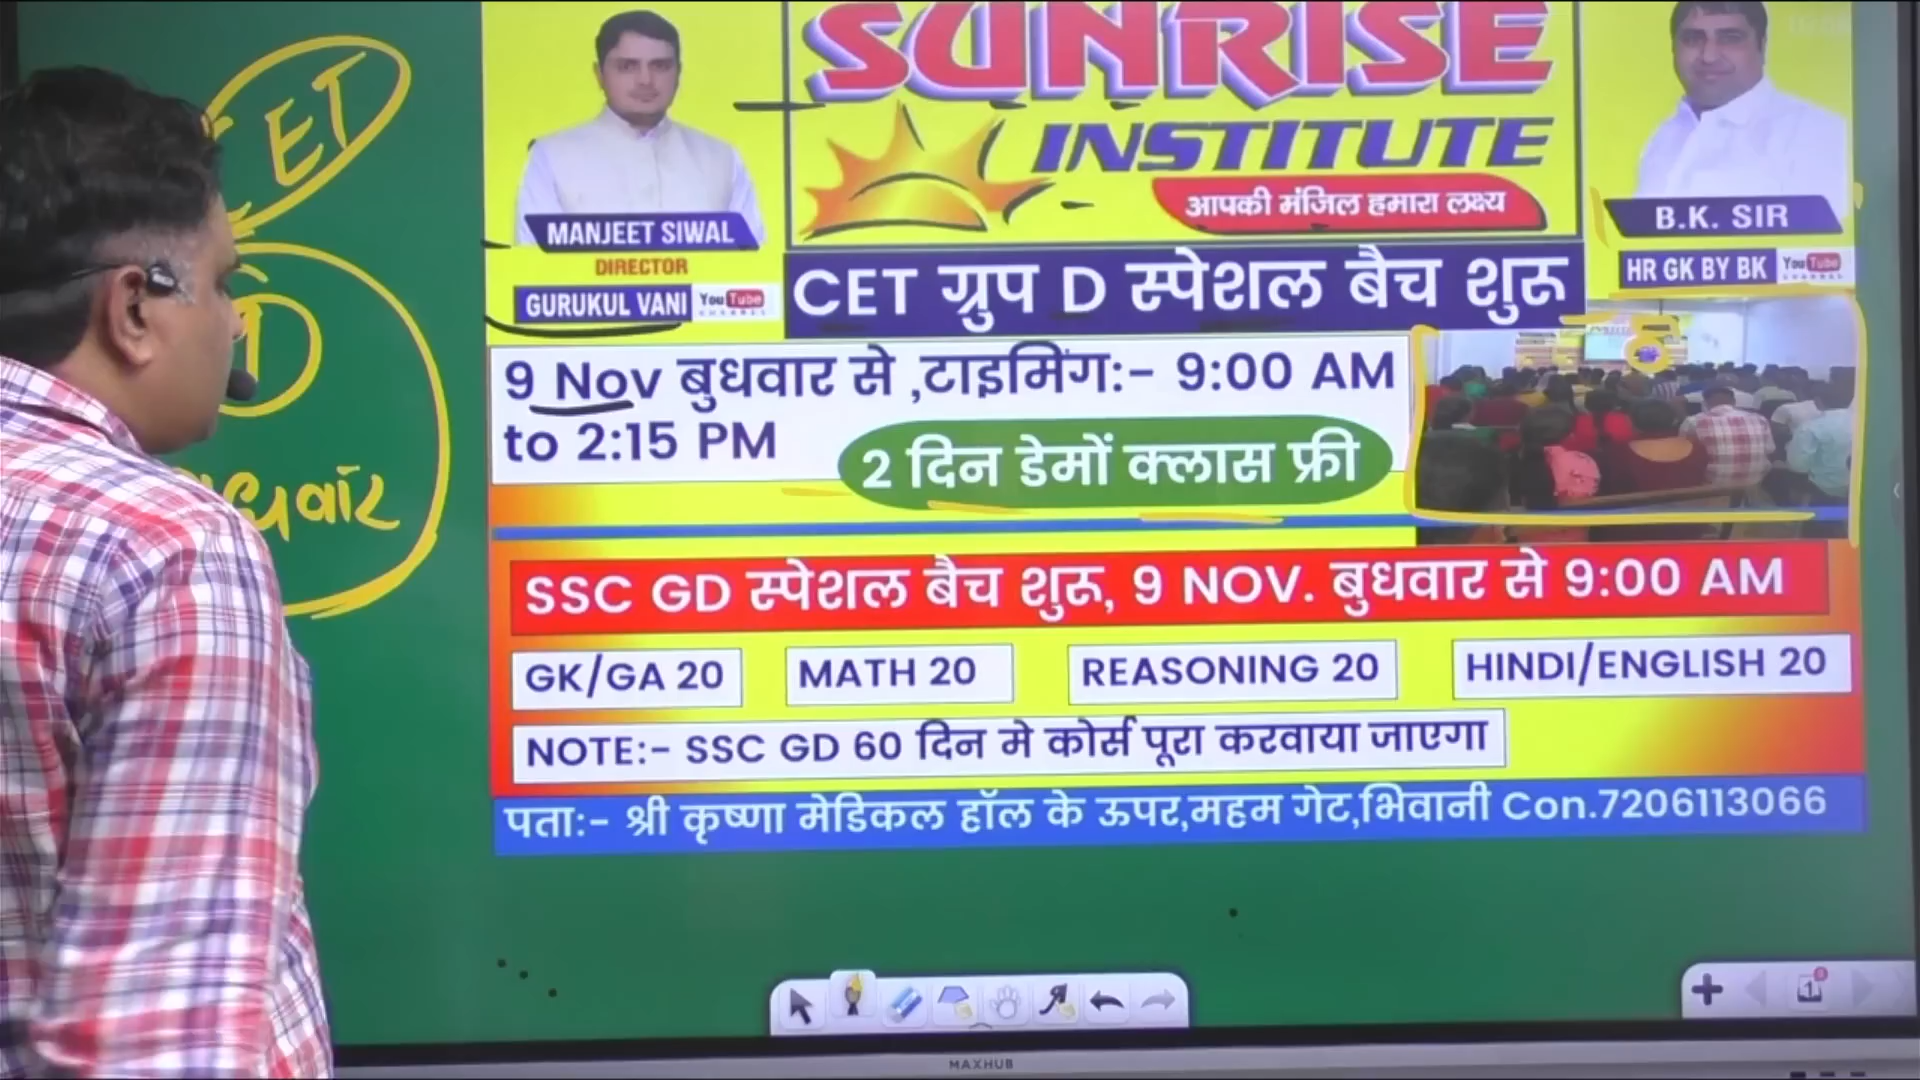 CET
SUNRISE
INSTITUTE
आपकी मंजिल हमारा लक्ष्य
MANJEET SIWAL
DIRECTOR
GURUKUL VANI YouTube
B.K. SIR
HR GK BY BK YouTube
CET ग्रुप D स्पेशल बैच शुरू
9 Nov बुधवार से ,टाइमिंग:- 9:00 AM
to 2:15 PM
2 दिन डेमों क्लास फ्री
SSC GD स्पेशल बैच शुरू, 9 NOV. बुधवार से 9:00 AM
GK/GA 20 MATH 20 REASONING 20 HINDI/ENGLISH 20
NOTE:- SSC GD 60 दिन मे कोर्स पूरा करवाया जाएगा
पता:- श्री कृष्णा मेडिकल हॉल के ऊपर,महम गेट,भिवानी Con.7206113066
MAXHUB